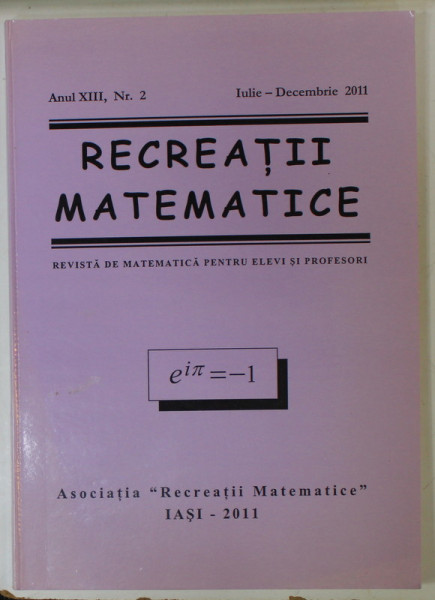 Anul XIII, Nr. 2 Iulie – Decembrie 2011
RECREAȚII
MATEMATICE
REVISTĂ DE MATEMATICĂ PENTRU ELEVI ȘI PROFESORI
e^{iπ} = −1
Asociația “Recreații Matematice”
IAȘI - 2011